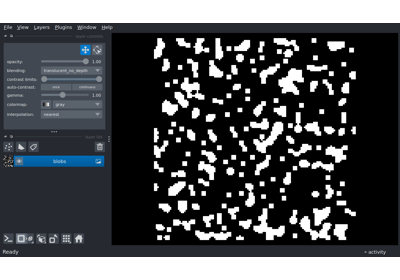 File View Layers Plugins Window Help
opacity: 1.00
blending: translucent_no_depth
contrast limits:
auto-contrast: once continuous
gamma: 1.00
colormap: gray
interpolation: nearest
blobs
Ready activity